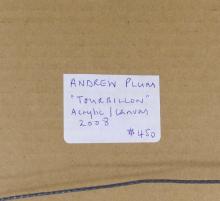 ANDREW PLUM
"TOURBILLON"
Acrylic / Canvas
2008
$450